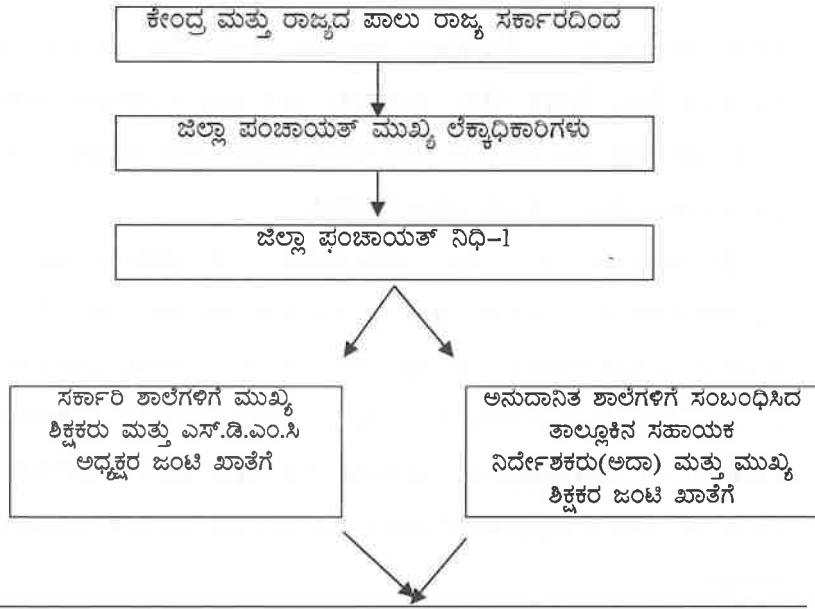 ಕೇಂದ್ರ ಮತ್ತು ರಾಜ್ಯದ ಪಾಲು ರಾಜ್ಯ ಸರ್ಕಾರದಿಂದ
ಜಿಲ್ಲಾ ಪಂಚಾಯತ್ ಮುಖ್ಯ ಲೆಕ್ಕಾಧಿಕಾರಿಗಳು
ಜಿಲ್ಲಾ ಫಂಚಾಯತ್ ನಿಧಿ–1
ಸರ್ಕಾರಿ ಶಾಲೆಗಳಿಗೆ ಮುಖ್ಯ
ಶಿಕ್ಷಕರು ಮತ್ತು ಎಸ್.ಡಿ.ಎಂ.ಸಿ
ಅಧ್ಯಕ್ಷರ ಜಂಟಿ ಖಾತೆಗೆ
ಅನುದಾನಿತ ಶಾಲೆಗಳಿಗೆ ಸಂಬಂಧಿಸಿದ
ತಾಲ್ಲೂಕಿನ ಸಹಾಯಕ
ನಿರ್ದೇಶಕರು(ಅದಾ) ಮತ್ತು ಮುಖ್ಯ
ಶಿಕ್ಷಕರ ಜಂಟಿ ಖಾತೆಗೆ